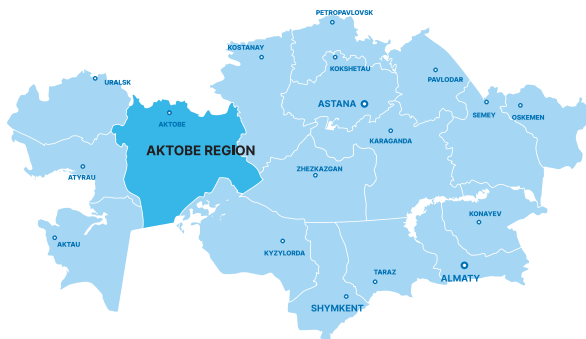 PETROPAVLOVSK
KOSTANAY
KOKSHETAU
URALSK
PAVLODAR
ASTANA
SEMEY
OSKEMEN
AKTOBE
KARAGANDA
AKTOBE REGION
ATYRAU
ZHEZKAZGAN
KONAYEV
AKTAU
KYZYLORDA
TARAZ
ALMATY
SHYMKENT